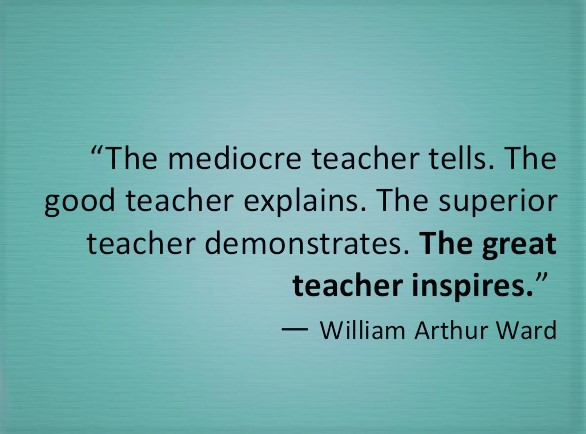 “The mediocre teacher tells. The
good teacher explains. The superior
teacher demonstrates. The great
teacher inspires.”
— William Arthur Ward